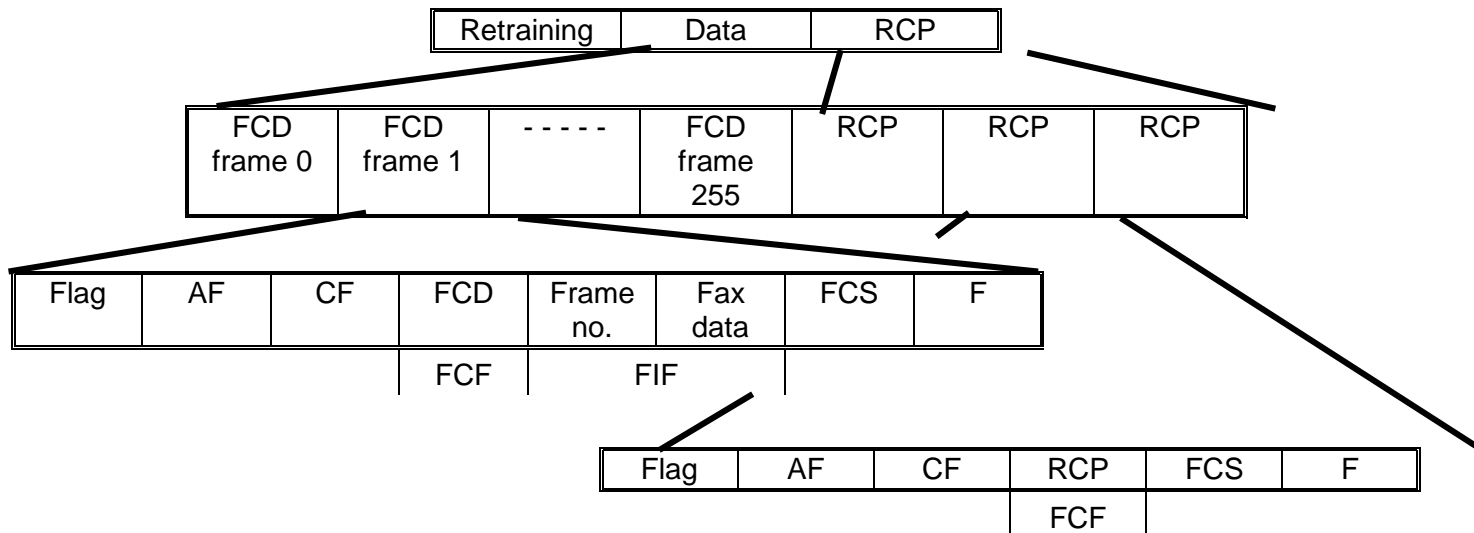 Retraining Data RCP
FCD FCD - - - - - FCD RCP RCP RCP
frame 0 frame 1 frame
255
Flag AF CF FCD Frame Fax FCS F
no. data
FCF FIF
Flag AF CF RCP FCS F
FCF